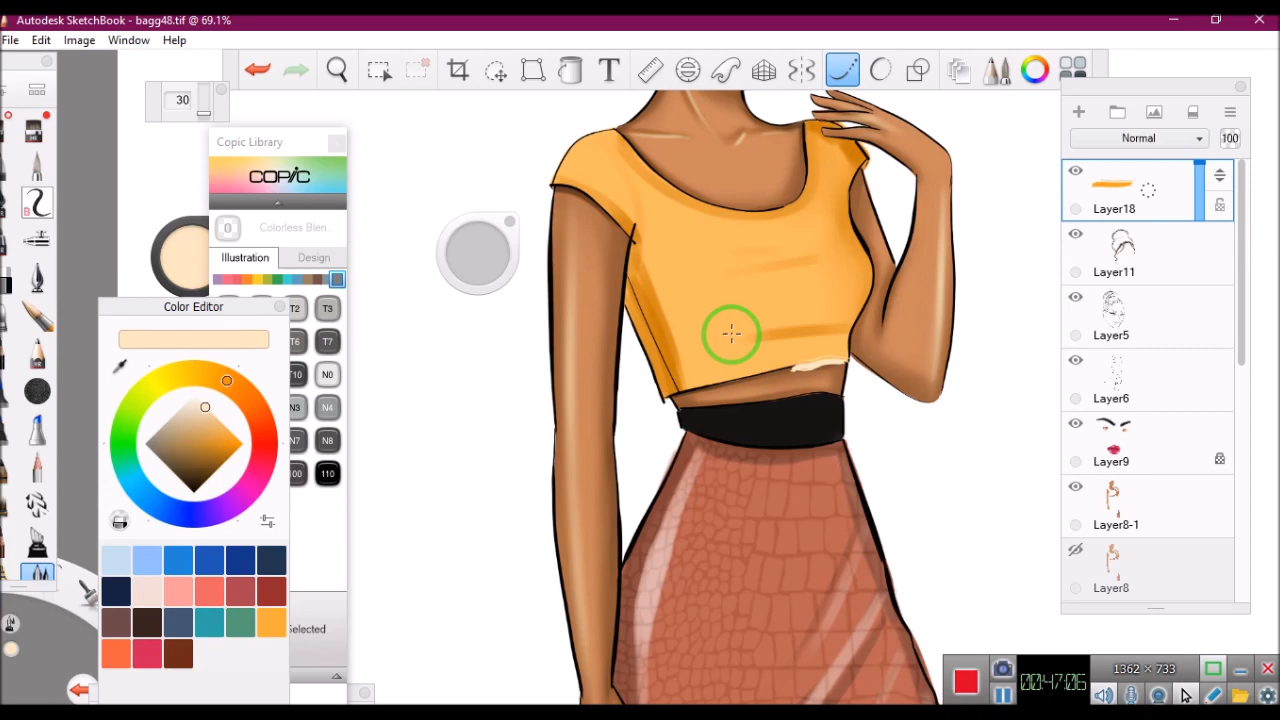 Autodesk SketchBook - bagg48.tif @ 69.1%
File Edit Image Window Help
30
Copic Library
COPIC
0 Colorless Blen..
Illustration Design
T2 T3
T6 T7
T10 N0
N3 N4
N7 N8
100 110
Color Editor
Selected
Normal 100
Layer18
Layer11
Layer5
Layer6
Layer9
Layer8-1
Layer8
1362 × 733
00:47:06